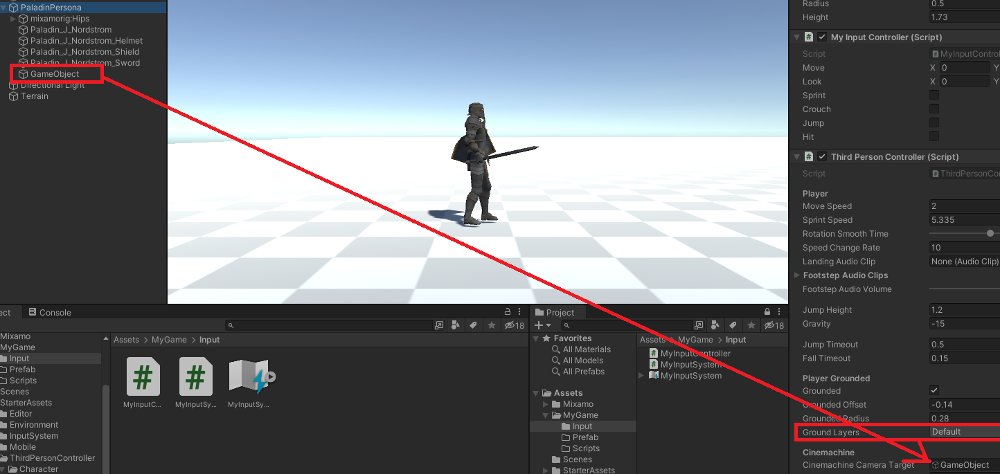 PaladinPersona
mixamorig:Hips
Paladin_J_Nordstrom
Paladin_J_Nordstrom_Helmet
Paladin_J_Nordstrom_Shield
Paladin_J_Nordstrom_Sword
GameObject
Directional Light
Terrain
Radius 0.5
Height 1.73
# My Input Controller (Script)
Script MyInputControl
Move X 0 Y
Look X 0 Y
Sprint
Crouch
Jump
Hit
# Third Person Controller (Script)
Script ThirdPersonCon
Player
Move Speed 2
Sprint Speed 5.335
Rotation Smooth Time
Speed Change Rate 10
Landing Audio Clip None (Audio Clip)
Footstep Audio Clips
Footstep Audio Volume
Jump Height 1.2
Gravity -15
Jump Timeout 0.5
Fall Timeout 0.15
Player Grounded
Grounded
Grounded Offset -0.14
Grounded Radius 0.28
Ground Layers Default
Cinemachine
Cinemachine Camera Target GameObject
ect Console
18
Mixamo
MyGame
Input
Prefab
Scripts
Scenes
StarterAssets
Editor
Environment
InputSystem
Mobile
ThirdPersonController
Character
Assets > MyGame > Input
# # 
MyInputC... MyInputSy... MyInputSy...
Project
18
Favorites
All Materials
All Models
All Prefabs
Assets
Mixamo
MyGame
Input
Prefab
Scripts
Scenes
StarterAssets
Assets > MyGame > Input
# MyInputController
# MyInputSystem
MyInputSystem